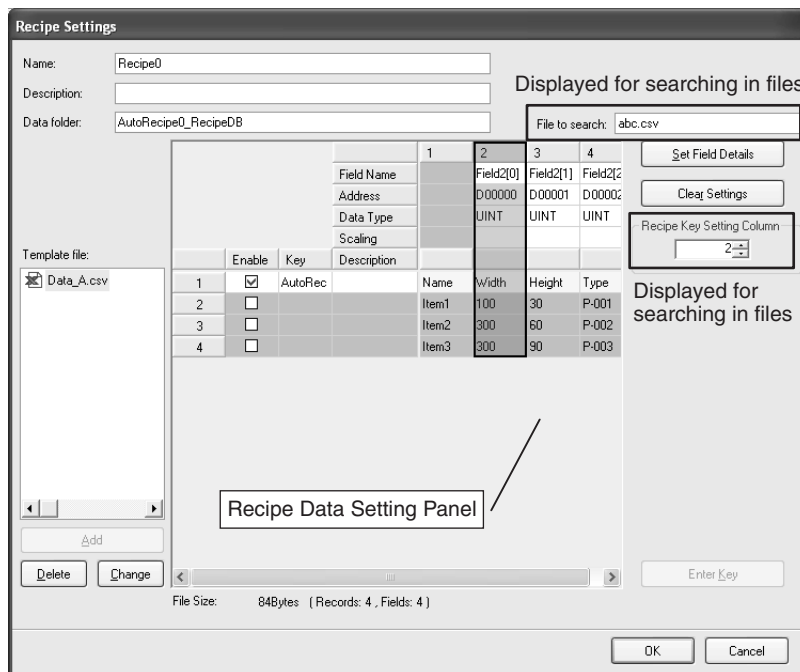 Recipe Settings
Name: Recipe0
Description:
Displayed for searching in files
Data folder: AutoRecipe0_RecipeDB
File to search: abc.csv
1 2 3 4
Set Field Details
Field Name Field2[0] Field2[1] Field2[2
Address D00000 D00001 D00002
Clear Settings
Data Type UINT UINT UINT
Recipe Key Setting Column
Scaling
2
Template file:
Enable Key Description
Data_A.csv
1 AutoRec Name Width Height Type
Displayed for
searching in files
2 Item1 100 30 P-001
3 Item2 300 60 P-002
4 Item3 300 90 P-003
Recipe Data Setting Panel
Add
Delete Change
Enter Key
File Size: 84Bytes ( Records: 4 , Fields: 4 )
OK Cancel